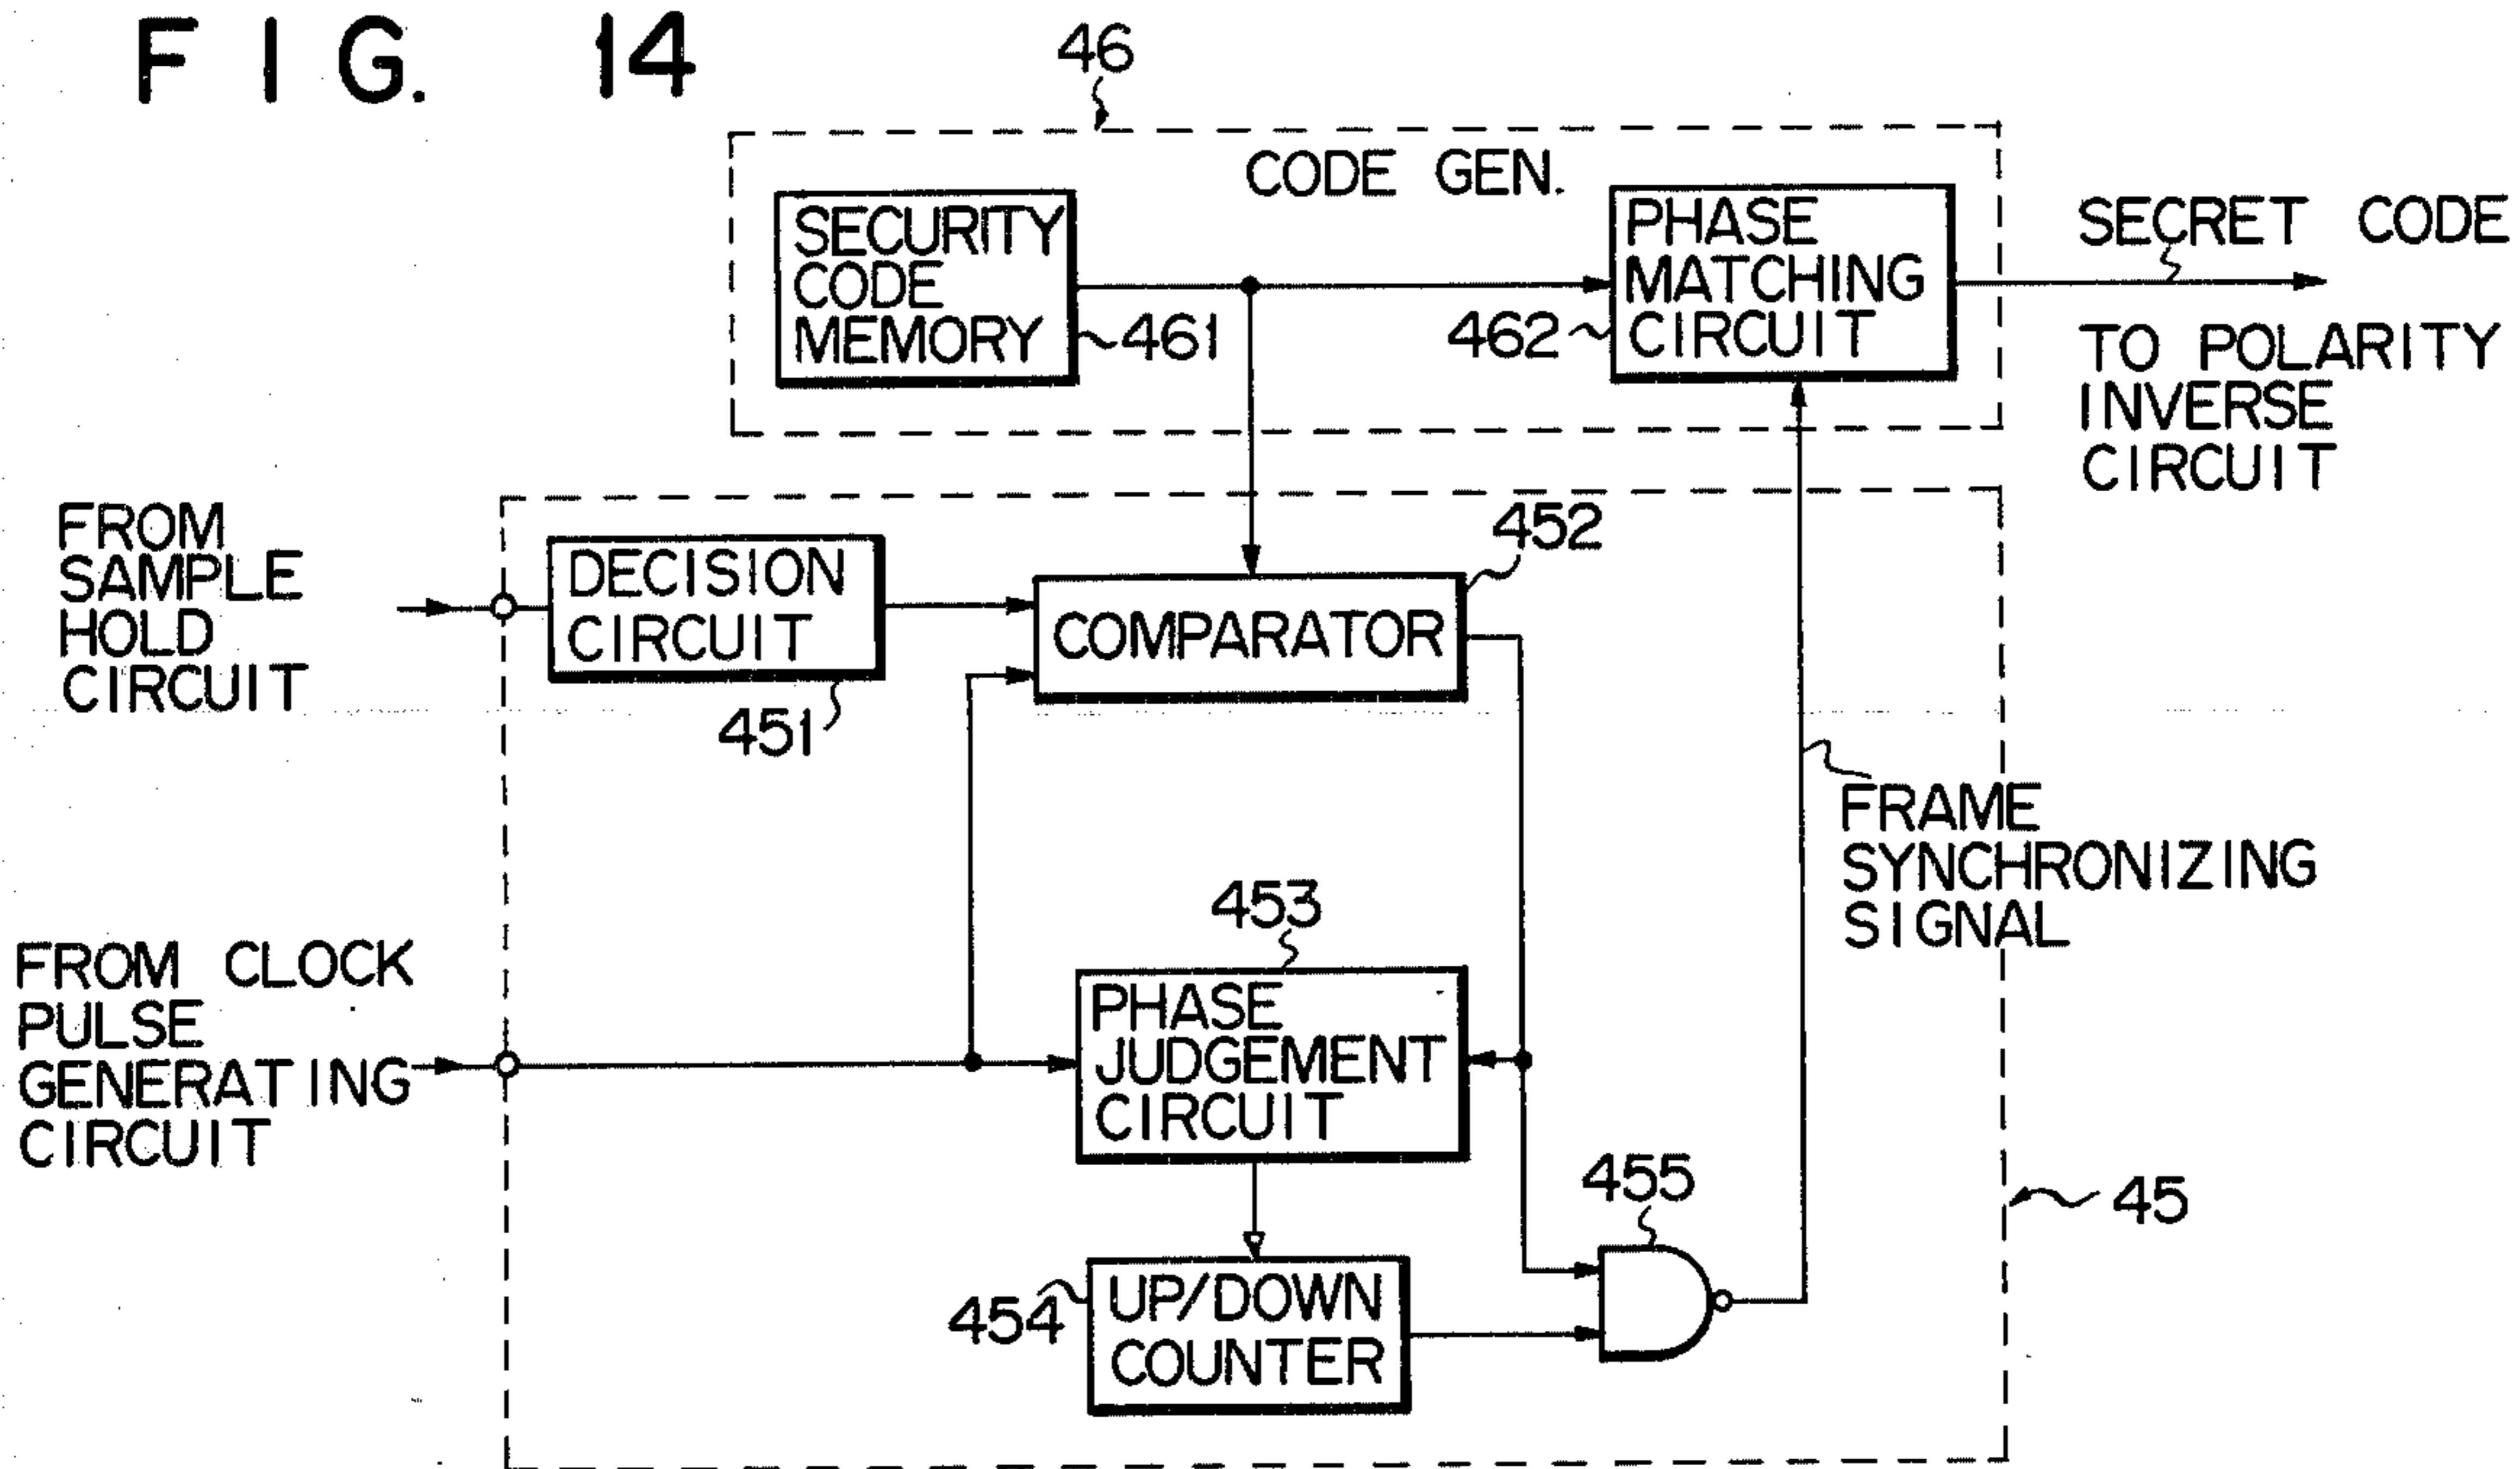 FIG. 14
46
CODE GEN.
SECURITY
CODE
MEMORY
461
PHASE
MATCHING
CIRCUIT
462
SECRET CODE
TO POLARITY
INVERSE
CIRCUIT
FROM
SAMPLE
HOLD
CIRCUIT
DECISION
CIRCUIT
451
COMPARATOR
452
FRAME
SYNCHRONIZING
SIGNAL
FROM CLOCK
PULSE
GENERATING
CIRCUIT
453
PHASE
JUDGEMENT
CIRCUIT
455
45
454
UP/DOWN
COUNTER